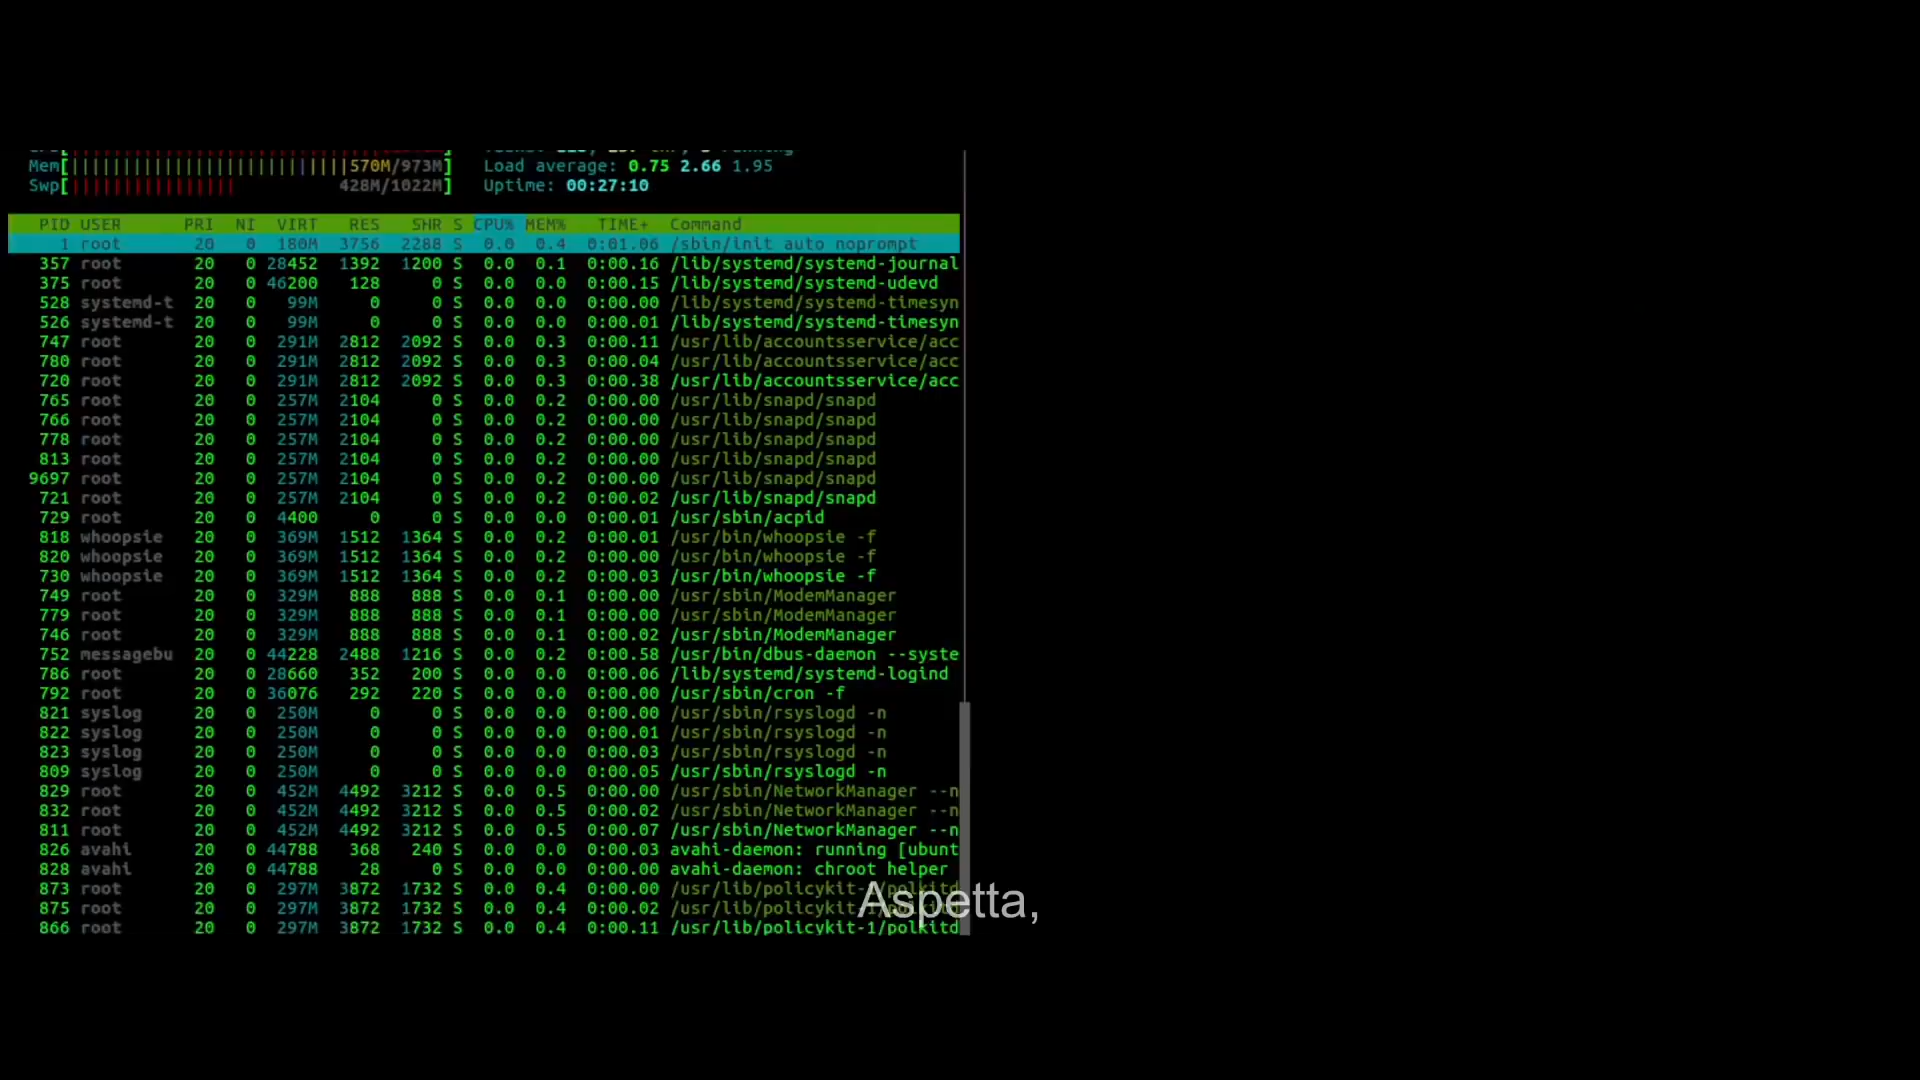 Mem[570M/973M] Load average: 0.75 2.66 1.95
Swp[428M/1022M] Uptime: 00:27:10
PID USER PRI NI VIRT RES SHR S CPU% MEM% TIME+ Command
1 root 20 0 180M 3756 2288 S 0.0 0.4 0:01.06 /sbin/init auto noprompt
357 root 20 0 28452 1392 1200 S 0.0 0.1 0:00.16 /lib/systemd/systemd-journal
375 root 20 0 46200 128 0 S 0.0 0.0 0:00.15 /lib/systemd/systemd-udevd
528 systemd-t 20 0 99M 0 0 S 0.0 0.0 0:00.00 /lib/systemd/systemd-timesyn
526 systemd-t 20 0 99M 0 0 S 0.0 0.0 0:00.01 /lib/systemd/systemd-timesyn
747 root 20 0 291M 2812 2092 S 0.0 0.3 0:00.11 /usr/lib/accountsservice/acc
780 root 20 0 291M 2812 2092 S 0.0 0.3 0:00.04 /usr/lib/accountsservice/acc
720 root 20 0 291M 2812 2092 S 0.0 0.3 0:00.38 /usr/lib/accountsservice/acc
765 root 20 0 257M 2104 0 S 0.0 0.2 0:00.00 /usr/lib/snapd/snapd
766 root 20 0 257M 2104 0 S 0.0 0.2 0:00.00 /usr/lib/snapd/snapd
778 root 20 0 257M 2104 0 S 0.0 0.2 0:00.00 /usr/lib/snapd/snapd
813 root 20 0 257M 2104 0 S 0.0 0.2 0:00.00 /usr/lib/snapd/snapd
9697 root 20 0 257M 2104 0 S 0.0 0.2 0:00.00 /usr/lib/snapd/snapd
721 root 20 0 257M 2104 0 S 0.0 0.2 0:00.02 /usr/lib/snapd/snapd
729 root 20 0 4400 0 0 S 0.0 0.0 0:00.01 /usr/sbin/acpid
818 whoopsie 20 0 369M 1512 1364 S 0.0 0.2 0:00.01 /usr/bin/whoopsie -f
820 whoopsie 20 0 369M 1512 1364 S 0.0 0.2 0:00.00 /usr/bin/whoopsie -f
730 whoopsie 20 0 369M 1512 1364 S 0.0 0.2 0:00.03 /usr/bin/whoopsie -f
749 root 20 0 329M 888 888 S 0.0 0.1 0:00.00 /usr/sbin/ModemManager
779 root 20 0 329M 888 888 S 0.0 0.1 0:00.00 /usr/sbin/ModemManager
746 root 20 0 329M 888 888 S 0.0 0.1 0:00.02 /usr/sbin/ModemManager
752 messagebu 20 0 44228 2488 1216 S 0.0 0.2 0:00.58 /usr/bin/dbus-daemon --syste
786 root 20 0 28660 352 200 S 0.0 0.0 0:00.06 /lib/systemd/systemd-logind
792 root 20 0 36076 292 220 S 0.0 0.0 0:00.00 /usr/sbin/cron -f
821 syslog 20 0 250M 0 0 S 0.0 0.0 0:00.00 /usr/sbin/rsyslogd -n
822 syslog 20 0 250M 0 0 S 0.0 0.0 0:00.01 /usr/sbin/rsyslogd -n
823 syslog 20 0 250M 0 0 S 0.0 0.0 0:00.03 /usr/sbin/rsyslogd -n
809 syslog 20 0 250M 0 0 S 0.0 0.0 0:00.05 /usr/sbin/rsyslogd -n
829 root 20 0 452M 4492 3212 S 0.0 0.5 0:00.00 /usr/sbin/NetworkManager --n
832 root 20 0 452M 4492 3212 S 0.0 0.5 0:00.02 /usr/sbin/NetworkManager --n
811 root 20 0 452M 4492 3212 S 0.0 0.5 0:00.07 /usr/sbin/NetworkManager --n
826 avahi 20 0 44788 368 240 S 0.0 0.0 0:00.03 avahi-daemon: running [ubunt
828 avahi 20 0 44788 28 0 S 0.0 0.0 0:00.00 avahi-daemon: chroot helper
873 root 20 0 297M 3872 1732 S 0.0 0.4 0:00.00 /usr/lib/policykit-1/polkitd
875 root 20 0 297M 3872 1732 S 0.0 0.4 0:00.02 /usr/lib/policykit-1/polkitd
866 root 20 0 297M 3872 1732 S 0.0 0.4 0:00.11 /usr/lib/policykit-1/polkitd
Aspetta,